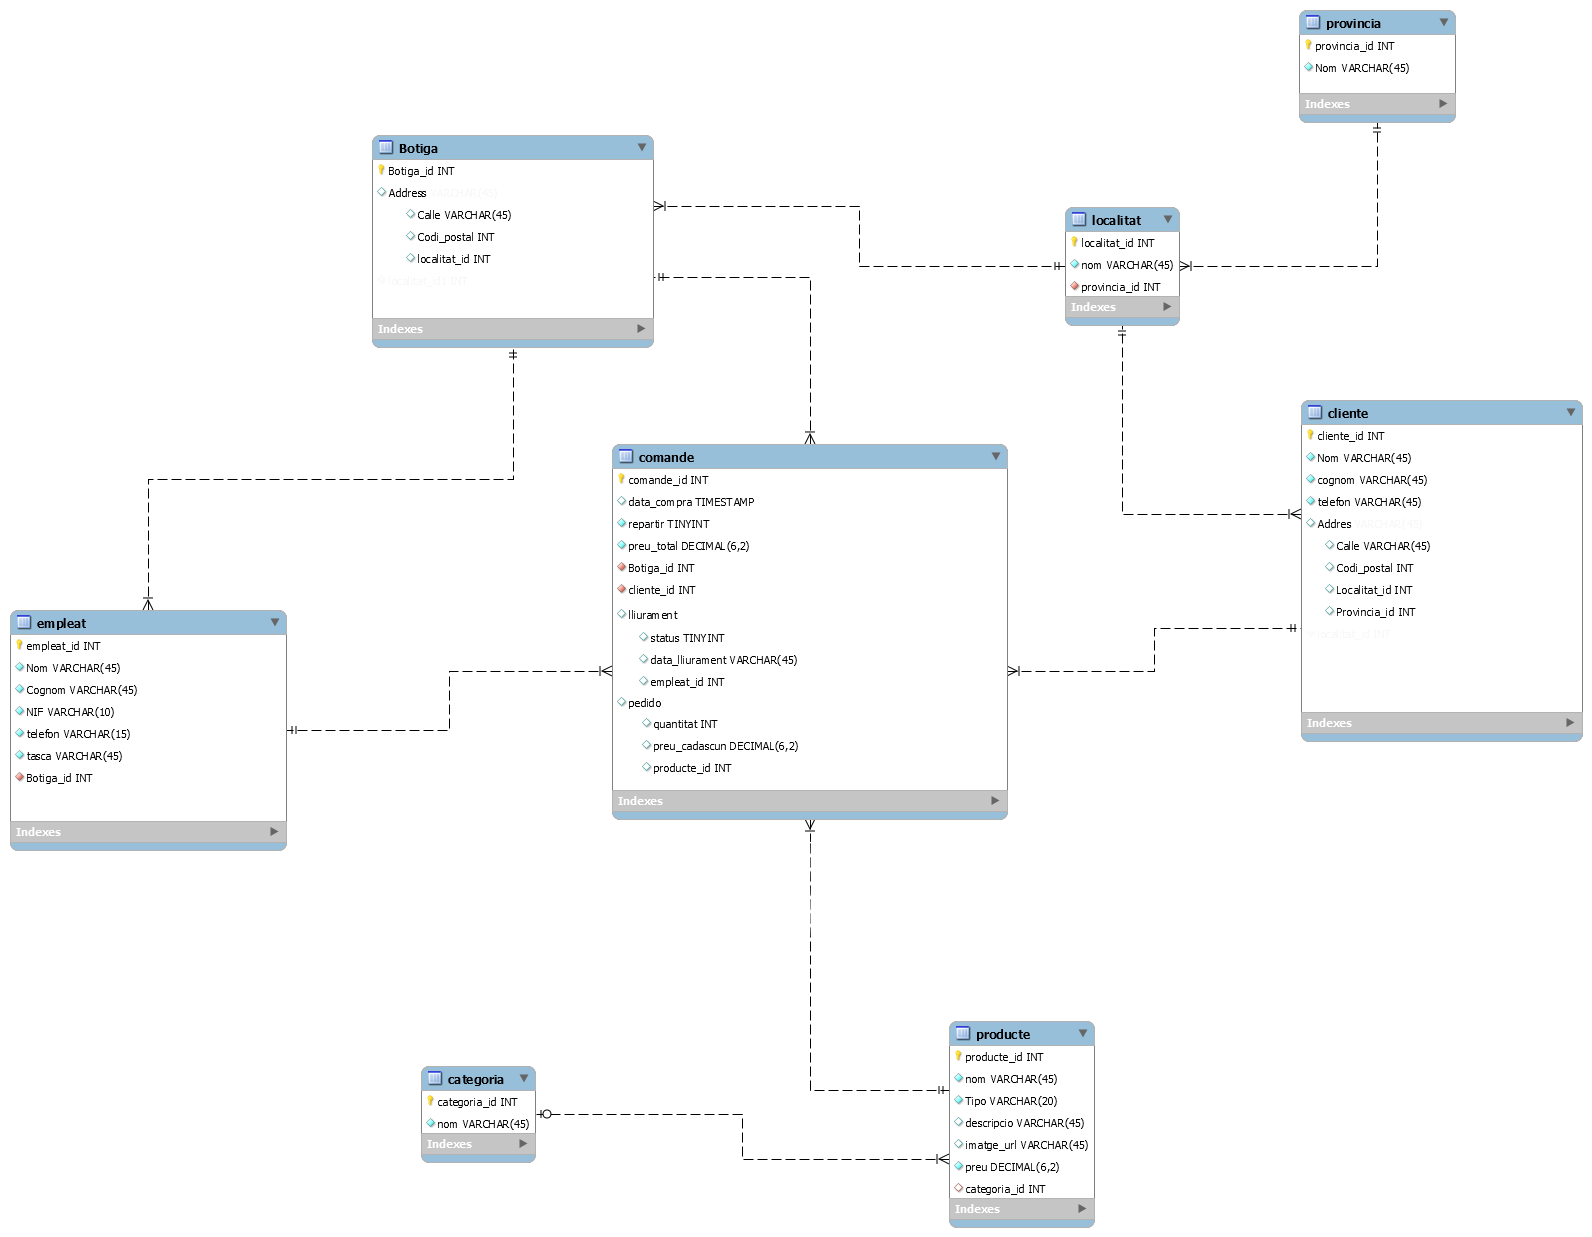 provincia
provincia_id INT
Nom VARCHAR(45)
Indexes
Botiga
Botiga_id INT
Address VARCHAR(45)
Calle VARCHAR(45)
Codi_postal INT
localitat_id INT
Indexes
localitat
localitat_id INT
nom VARCHAR(45)
provincia_id INT
Indexes
cliente
cliente_id INT
Nom VARCHAR(45)
cognom VARCHAR(45)
telefon VARCHAR(45)
Addres VARCHAR(45)
Calle VARCHAR(45)
Codi_postal INT
Localitat_id INT
Provincia_id INT
localitat_id INT
Indexes
comande
comande_id INT
data_compra TIMESTAMP
repartir TINYINT
preu_total DECIMAL(6,2)
Botiga_id INT
cliente_id INT
lliurament
status TINYINT
data_lliurament VARCHAR(45)
empleat_id INT
pedido
quantitat INT
preu_cadascun DECIMAL(6,2)
producte_id INT
Indexes
empleat
empleat_id INT
Nom VARCHAR(45)
Cognom VARCHAR(45)
NIF VARCHAR(10)
telefon VARCHAR(15)
tasca VARCHAR(45)
Botiga_id INT
Indexes
producte
producte_id INT
nom VARCHAR(45)
Tipo VARCHAR(20)
descripcio VARCHAR(45)
imatge_url VARCHAR(45)
preu DECIMAL(6,2)
categoria_id INT
Indexes
categoria
categoria_id INT
nom VARCHAR(45)
Indexes